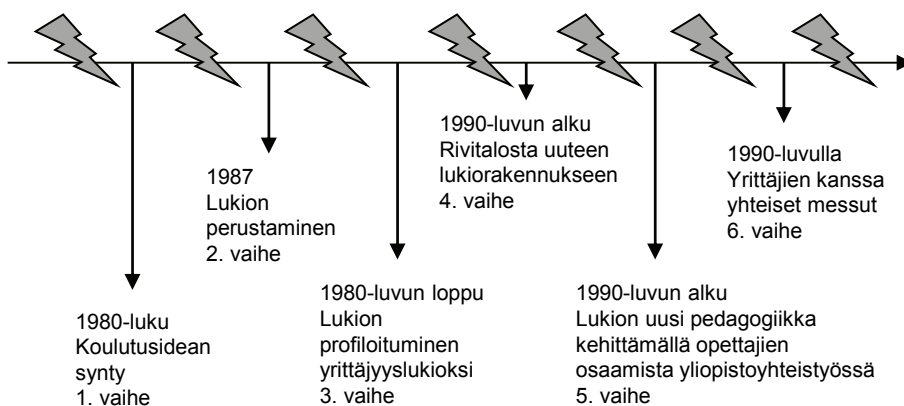 1980-luku
Koulutusidean
synty
1. vaihe
1987
Lukion
perustaminen
2. vaihe
1980-luvun loppu
Lukion
profiloituminen
yrittäjyyslukioksi
3. vaihe
1990-luvun alku
Rivitalosta uuteen
lukiorakennukseen
4. vaihe
1990-luvun alku
Lukion uusi pedagogiikka
kehittämällä opettajien
osaamista yliopistoyhteistyössä
5. vaihe
1990-luvulla
Yrittäjien kanssa
yhteiset messut
6. vaihe